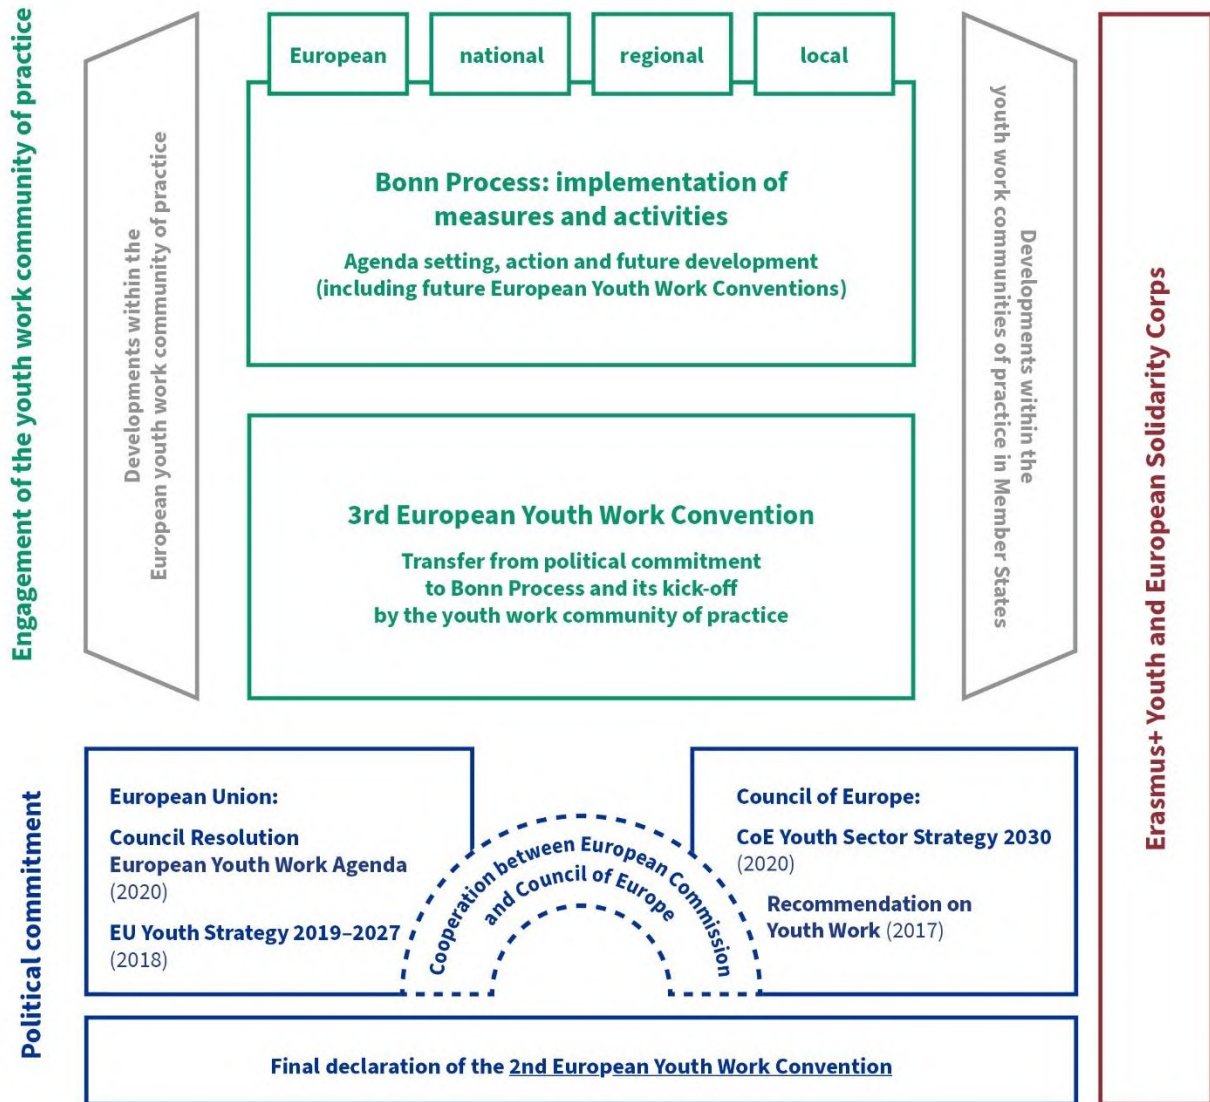 Engagement of the youth work community of practice
Developments within the
European youth work community of practice
European
national
regional
local
Bonn Process: implementation of
measures and activities
Agenda setting, action and future development
(including future European Youth Work Conventions)
3rd European Youth Work Convention
Transfer from political commitment
to Bonn Process and its kick-off
by the youth work community of practice
Developments within the
youth work communities of practice in Member States
Erasmus+ Youth and European Solidarity Corps
Political commitment
European Union:
Council Resolution
European Youth Work Agenda
(2020)
EU Youth Strategy 2019–2027
(2018)
Cooperation between European Commission
and Council of Europe
Council of Europe:
CoE Youth Sector Strategy 2030
(2020)
Recommendation on
Youth Work (2017)
Final declaration of the 2nd European Youth Work Convention